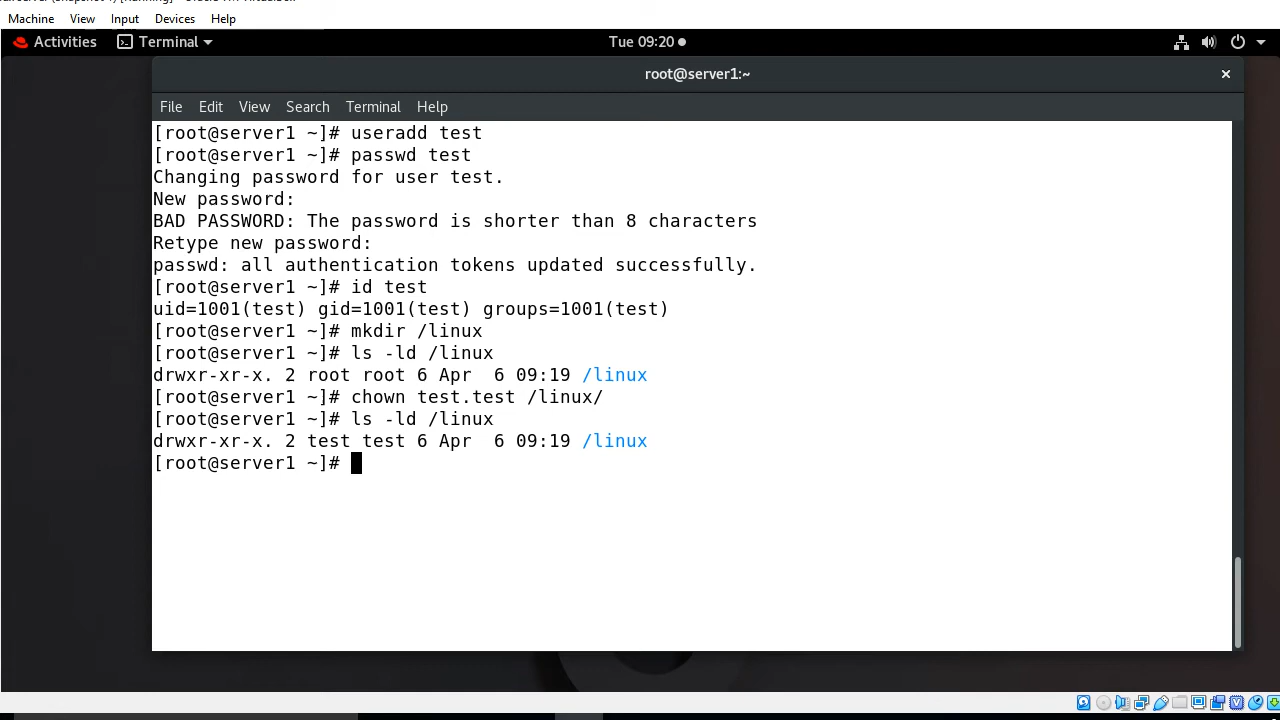 Machine View Input Devices Help
Activities Terminal Tue 09:20
root@server1:~ ×
File Edit View Search Terminal Help
[root@server1 ~]# useradd test
[root@server1 ~]# passwd test
Changing password for user test.
New password:
BAD PASSWORD: The password is shorter than 8 characters
Retype new password:
passwd: all authentication tokens updated successfully.
[root@server1 ~]# id test
uid=1001(test) gid=1001(test) groups=1001(test)
[root@server1 ~]# mkdir /linux
[root@server1 ~]# ls -ld /linux
drwxr-xr-x. 2 root root 6 Apr  6 09:19 /linux
[root@server1 ~]# chown test.test /linux/
[root@server1 ~]# ls -ld /linux
drwxr-xr-x. 2 test test 6 Apr  6 09:19 /linux
[root@server1 ~]#